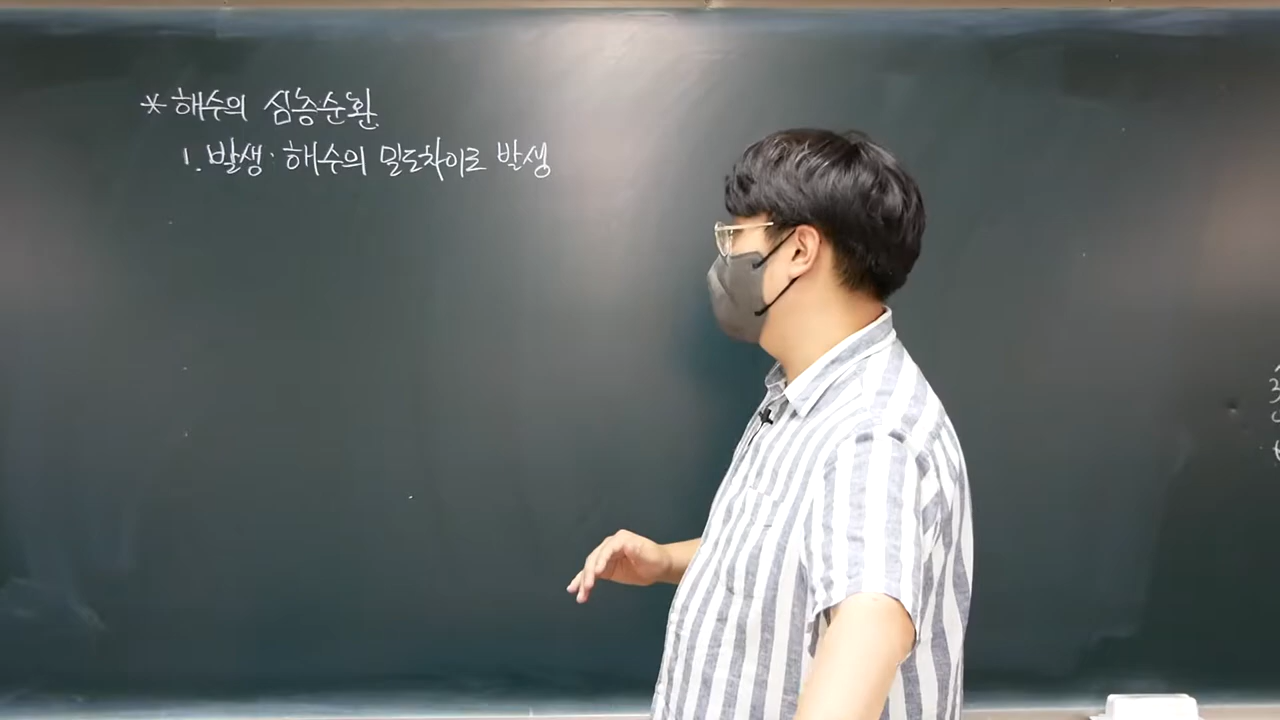 * 해수의 심층순환
1. 발생 · 해수의 밀도차이로 발생